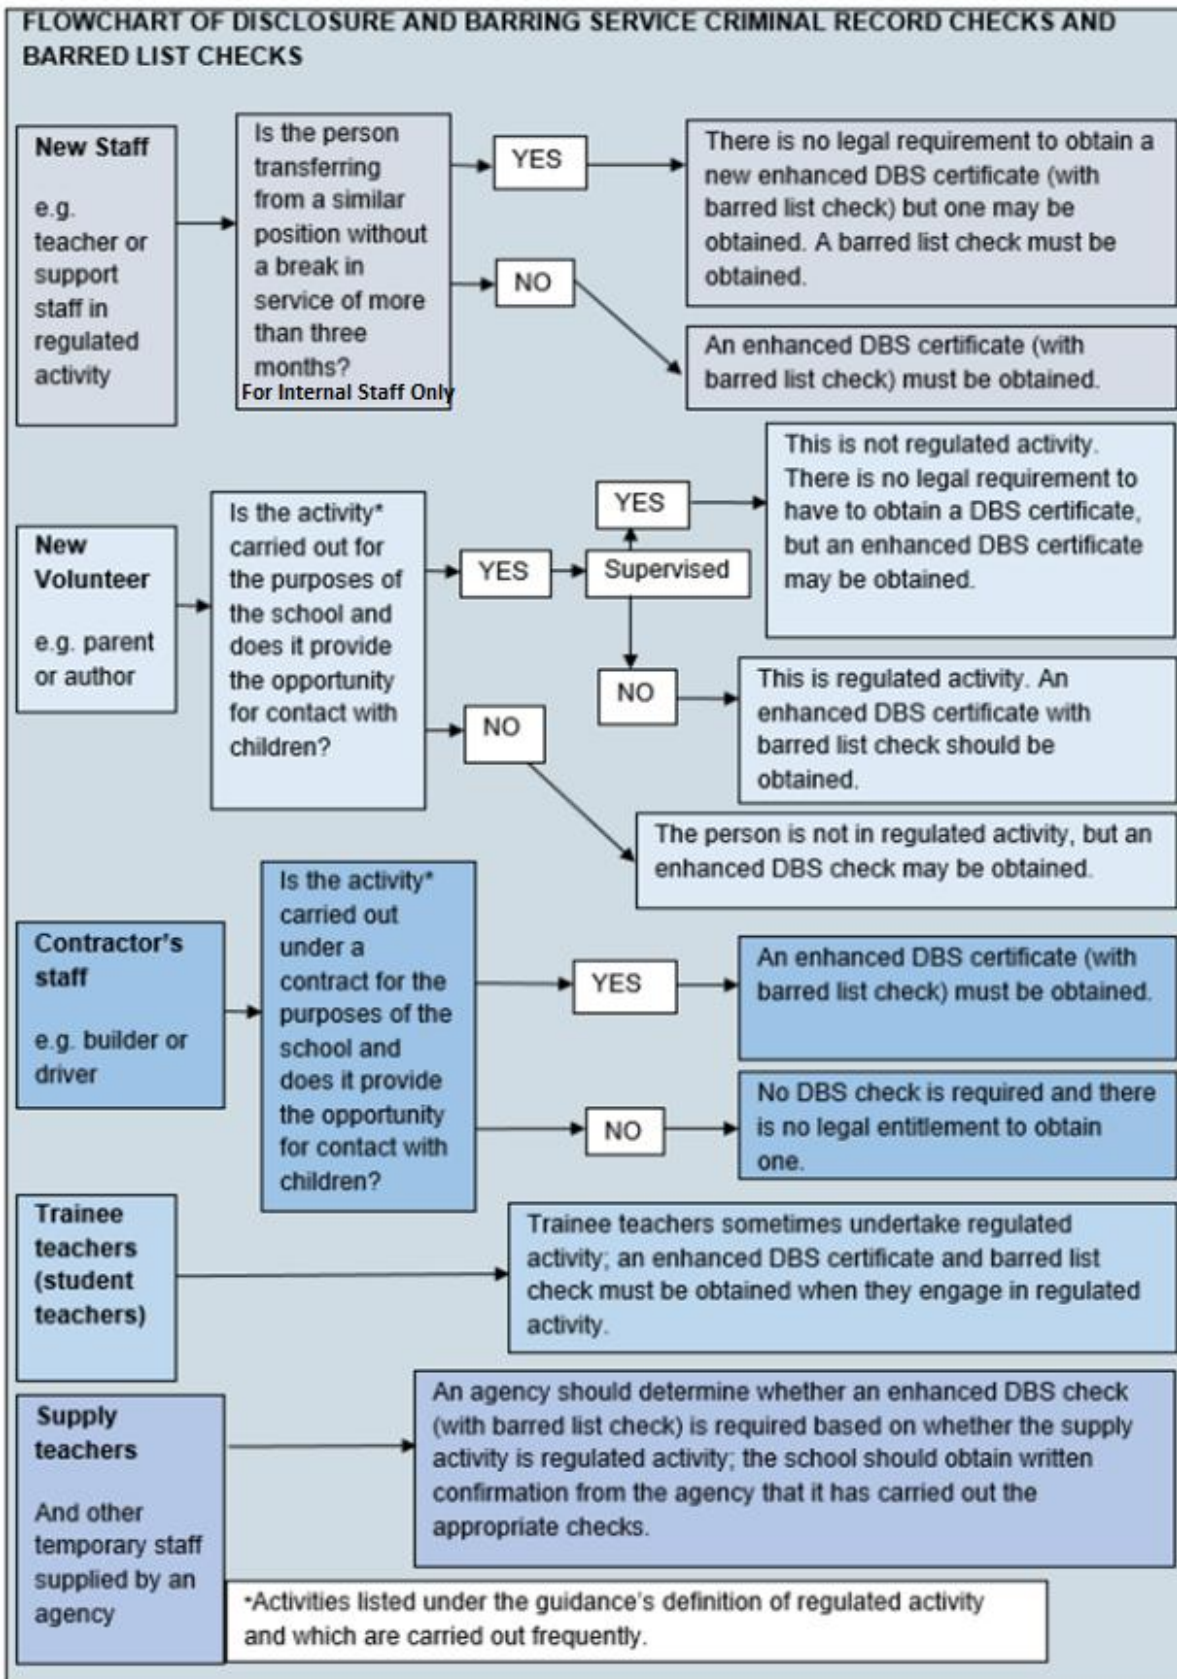 FLOWCHART OF DISCLOSURE AND BARRING SERVICE CRIMINAL RECORD CHECKS AND
BARRED LIST CHECKS
New Staff
e.g.
teacher or
support
staff in
regulated
activity
Is the person
transferring
from a similar
position without
a break in
service of more
than three
months?
For Internal Staff Only
YES
There is no legal requirement to obtain a
new enhanced DBS certificate (with
barred list check) but one may be
obtained. A barred list check must be
obtained.
NO
An enhanced DBS certificate (with
barred list check) must be obtained.
New
Volunteer
e.g. parent
or author
Is the activity*
carried out for
the purposes of
the school and
does it provide
the opportunity
for contact with
children?
YES
Supervised
YES
This is not regulated activity.
There is no legal requirement to
have to obtain a DBS certificate,
but an enhanced DBS certificate
may be obtained.
NO
This is regulated activity. An
enhanced DBS certificate with
barred list check should be
obtained.
NO
The person is not in regulated activity, but an
enhanced DBS check may be obtained.
Contractor's
staff
e.g. builder or
driver
Is the activity*
carried out
under a
contract for the
purposes of the
school and
does it provide
the opportunity
for contact with
children?
YES
An enhanced DBS certificate (with
barred list check) must be obtained.
NO
No DBS check is required and there
is no legal entitlement to obtain
one.
Trainee
teachers
(student
teachers)
Trainee teachers sometimes undertake regulated
activity; an enhanced DBS certificate and barred list
check must be obtained when they engage in regulated
activity.
Supply
teachers
And other
temporary staff
supplied by an
agency
An agency should determine whether an enhanced DBS check
(with barred list check) is required based on whether the supply
activity is regulated activity; the school should obtain written
confirmation from the agency that it has carried out the
appropriate checks.
*Activities listed under the guidance's definition of regulated activity
and which are carried out frequently.